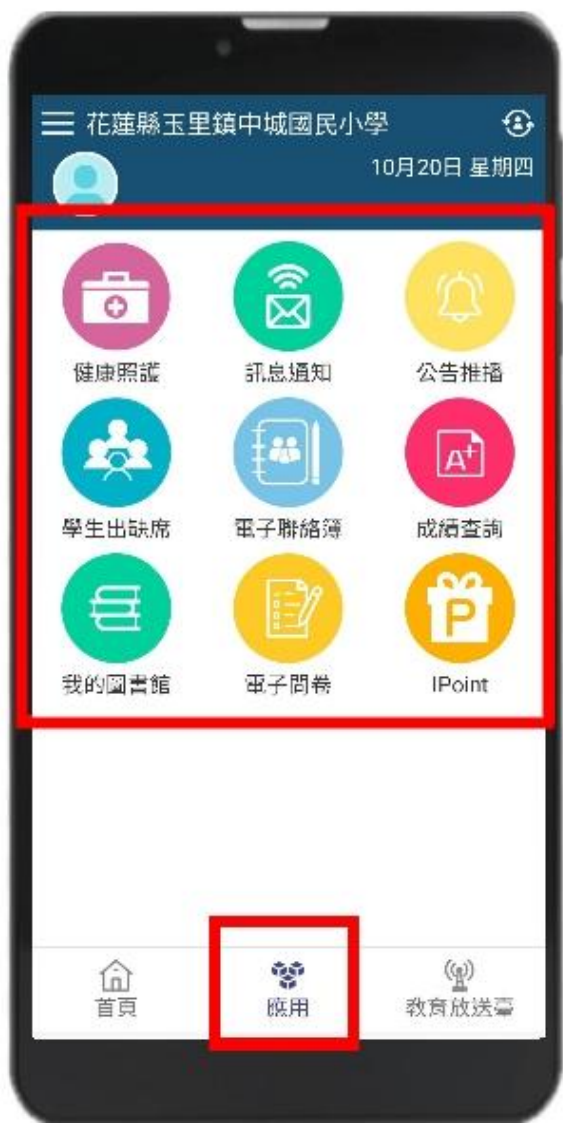 花蓮縣玉里鎮中城國民小學
10月20日 星期四
健康照護 訊息通知 公告推播
學生出缺席 電子聯絡簿 成績查詢
A+
我的圖書館 電子問卷 IPoint
P
首頁 應用 教育放送臺